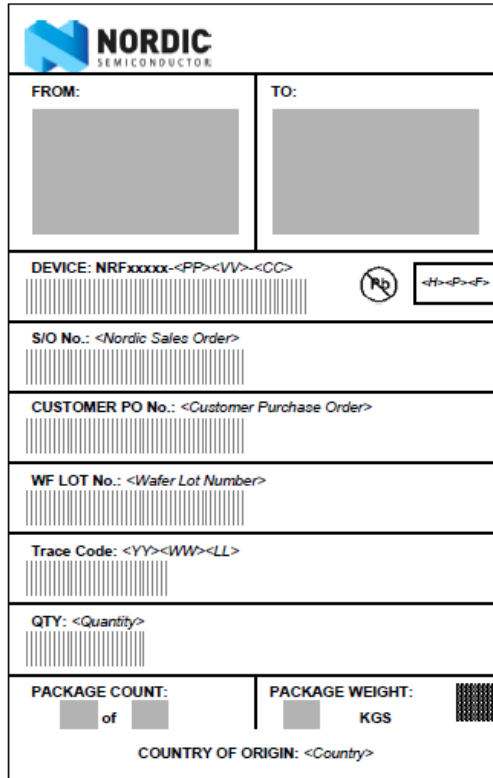 NORDIC
SEMICONDUCTOR
FROM:
TO:
DEVICE: NRFxxxxx-<PP><VV>-<CC>
Pb
<H><P><F>
S/O No.: <Nordic Sales Order>
CUSTOMER PO No.: <Customer Purchase Order>
WF LOT No.: <Wafer Lot Number>
Trace Code: <YY><WW><LL>
QTY: <Quantity>
PACKAGE COUNT:
of
PACKAGE WEIGHT:
KGS
COUNTRY OF ORIGIN: <Country>